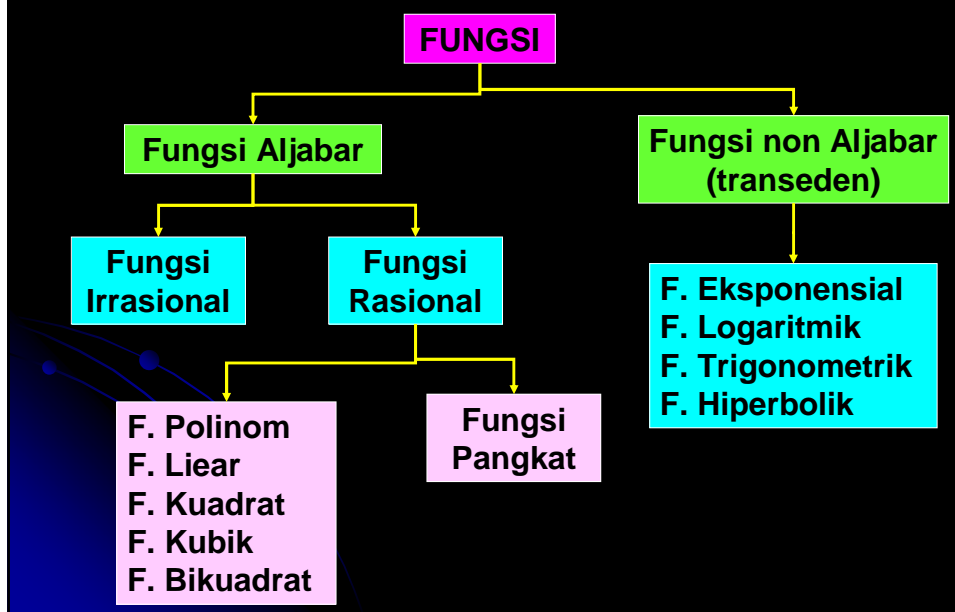 FUNGSI
Fungsi Aljabar
Fungsi non Aljabar
(transeden)
Fungsi
Irrasional
Fungsi
Rasional
F. Eksponensial
F. Logaritmik
F. Trigonometrik
F. Hiperbolik
F. Polinom
F. Liear
F. Kuadrat
F. Kubik
F. Bikuadrat
Fungsi
Pangkat